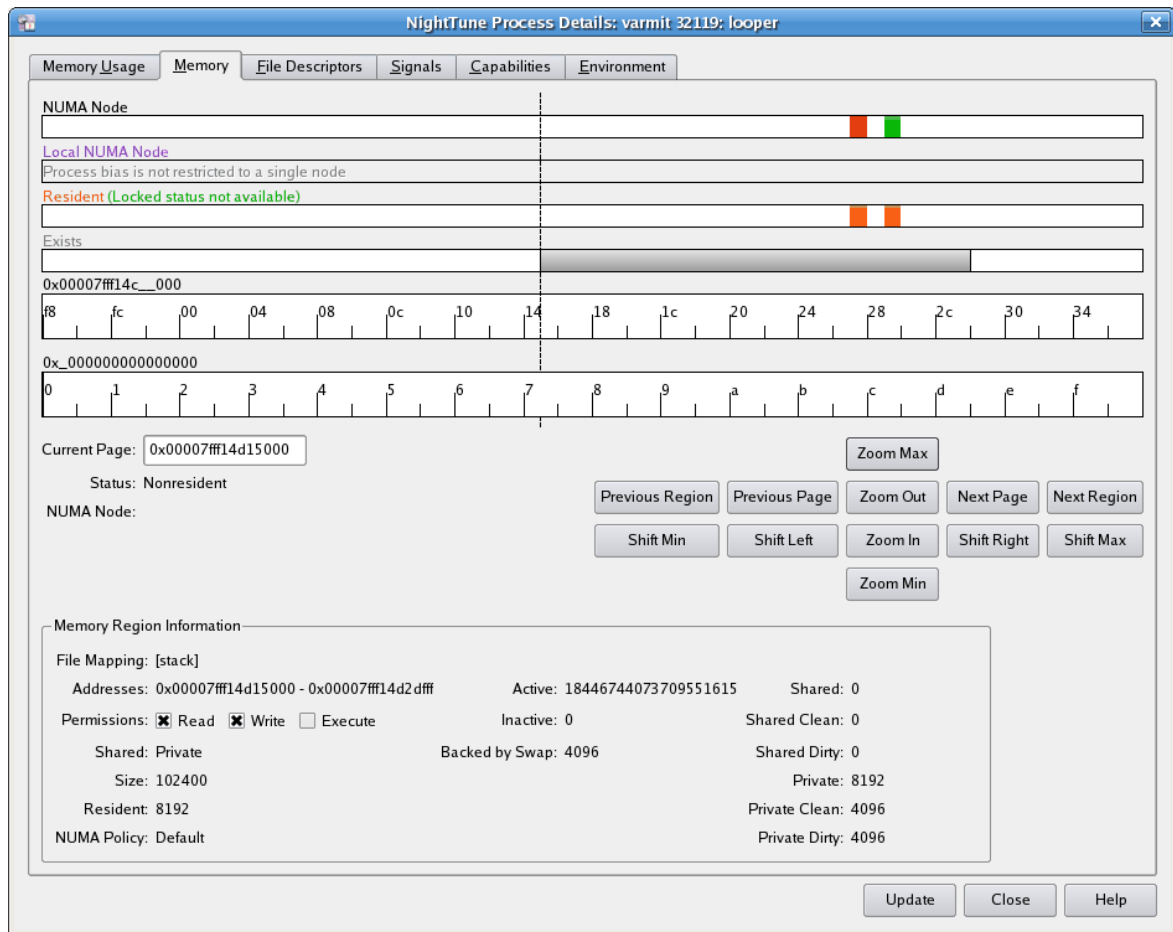 NightTune Process Details: varmit 32119: looper
Memory Usage Memory File Descriptors Signals Capabilities Environment
NUMA Node
Local NUMA Node
Process bias is not restricted to a single node
Resident (Locked status not available)
Exists
0x00007fff14c__000
f8 fc 00 04 08 0c 10 14 18 1c 20 24 28 2c 30 34
0x_000000000000000
0 1 2 3 4 5 6 7 8 9 a b c d e f
Current Page: 0x00007fff14d15000 Zoom Max
Status: Nonresident
Previous Region Previous Page Zoom Out Next Page Next Region
NUMA Node:
Shift Min Shift Left Zoom In Shift Right Shift Max
Zoom Min
Memory Region Information
File Mapping: [stack]
Addresses: 0x00007fff14d15000 - 0x00007fff14d2dfff Active: 18446744073709551615 Shared: 0
Permissions: Read Write Execute Inactive: 0 Shared Clean: 0
Shared: Private Backed by Swap: 4096 Shared Dirty: 0
Size: 102400 Private: 8192
Resident: 8192 Private Clean: 4096
NUMA Policy: Default Private Dirty: 4096
Update Close Help